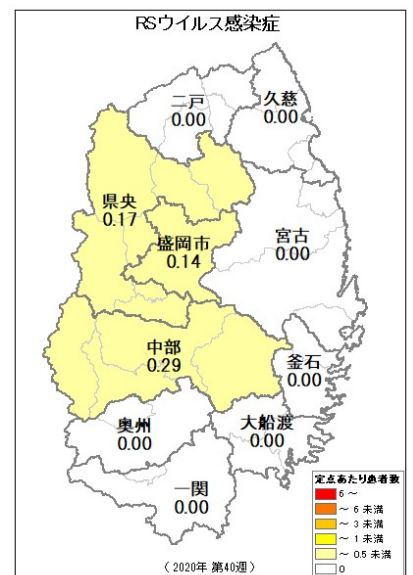 RSウイルス感染症
二戸
0.00
久慈
0.00
県央
0.17
盛岡市
0.14
宮古
0.00
中部
0.29
釜石
0.00
奥州
0.00
大船渡
0.00
一関
0.00
定点あたり患者数
6 ~
~ 6 未満
~ 3 未満
~ 1 未満
~ 0.5 未満
0
( 2020年 第40週 )